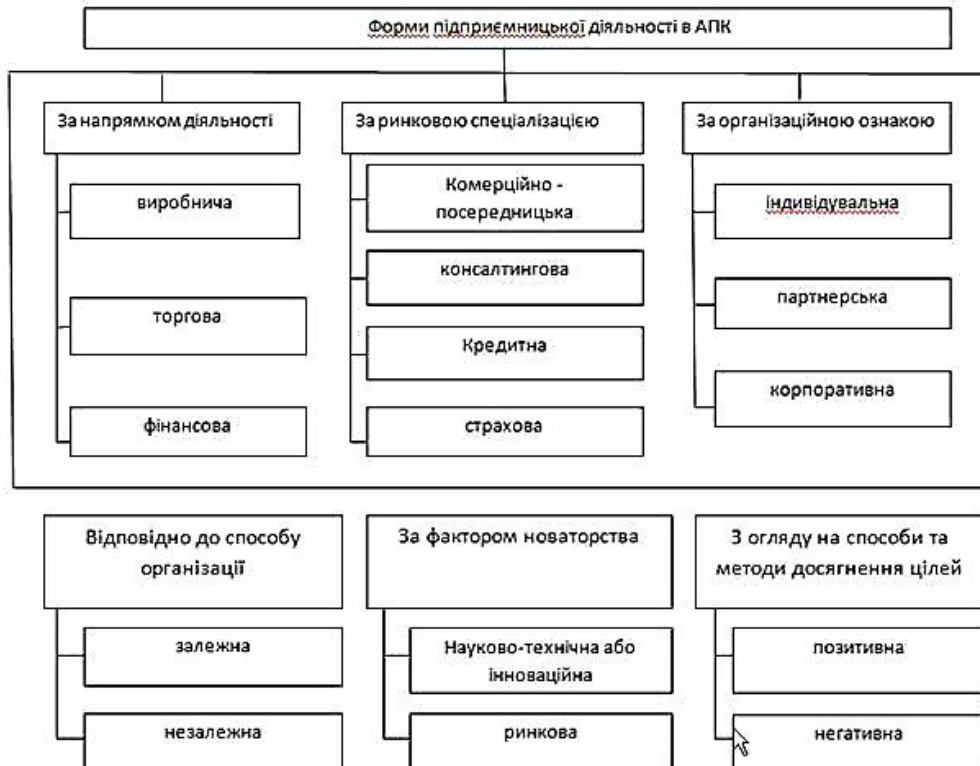 Форми підприємницької діяльності в АПК
За напрямком діяльності
виробнича
торгова
фінансова
За ринковою спеціалізацією
Комерційно -
посередницька
консалтингова
Кредитна
страхова
За організаційною ознакою
індивідувальна
партнерська
корпоративна
Відповідно до способу
організації
залежна
незалежна
За фактором новаторства
Науково-технічна або
інноваційна
ринкова
З огляду на способи та
методи досягнення цілей
позитивна
негативна